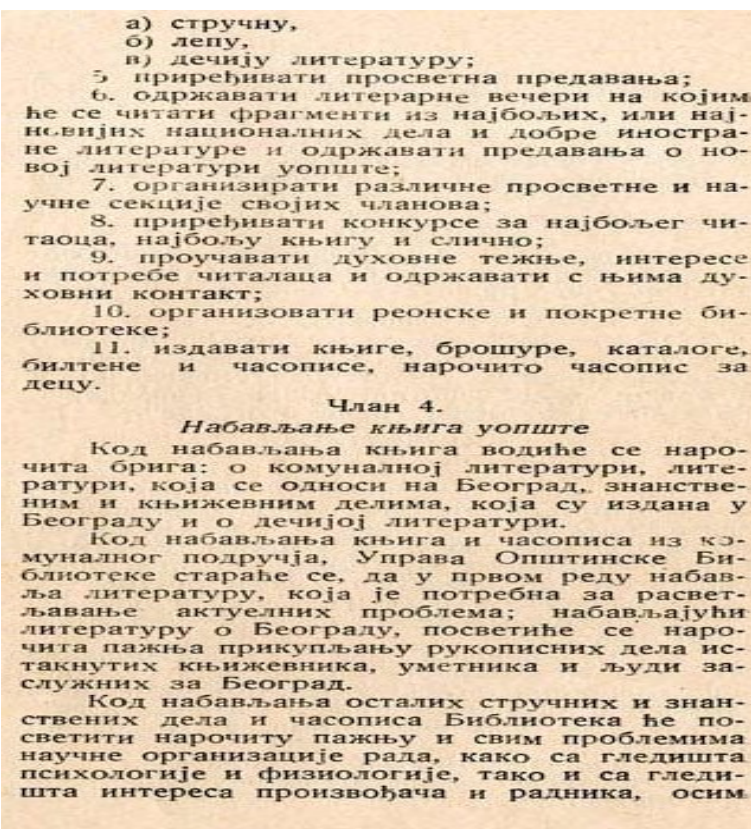 а) стручну,
б) лепу,
в) дечију литературу;
5 приређивати просветна предавања;
6. одржавати литерарне вечери на којим
ће се читати фрагменти из најбољих, или нај-
новијих националних дела и добре инострa-
не литературе и одржавати предавања о но-
вој литератури уопште;
7. организирати различне просветне и на-
учне секције својих чланова;
8. приређивати конкурсе за најбољег чи-
таоца, најбољу књигу и слично;
9. проучавати духовне тежње, интересе
и потребе читалаца и одржавати с њима ду-
ховни контакт;
10. организовати реонске и покретне би-
блиотеке;
11. издавати књиге, брошуре, каталоге,
билтене и часописе, нарочито часопис за
децу.
Члан 4.
Набављање књига уопште
Код набављања књига водиће се наро-
чита брига: о комуналној литератури, лите-
ратури, која се односи на Београд, знанстве-
ним и књижевним делима, која су издана у
Београду и о дечијој литератури.
Код набављања књига и часописа из ко-
муналног подручја, Управа Општинске Би-
блиотеке стараће се, да у првом реду набав-
ља литературу, која је потребна за расвет-
љавање актуелних проблема; набављајући
литературу о Београду, посветиће се наро-
чита пажња прикупљању рукописних дела ис-
такнутих књижевника, уметника и људи за-
служних за Београд.
Код набављања осталих стручних и знан-
ствених дела и часописа Библиотека ће по-
светити нарочиту пажњу и свим проблемима
научне организације рада, како са гледишта
психологије и физиологије, тако и са гледи-
шта интереса произвођача и радника, осим